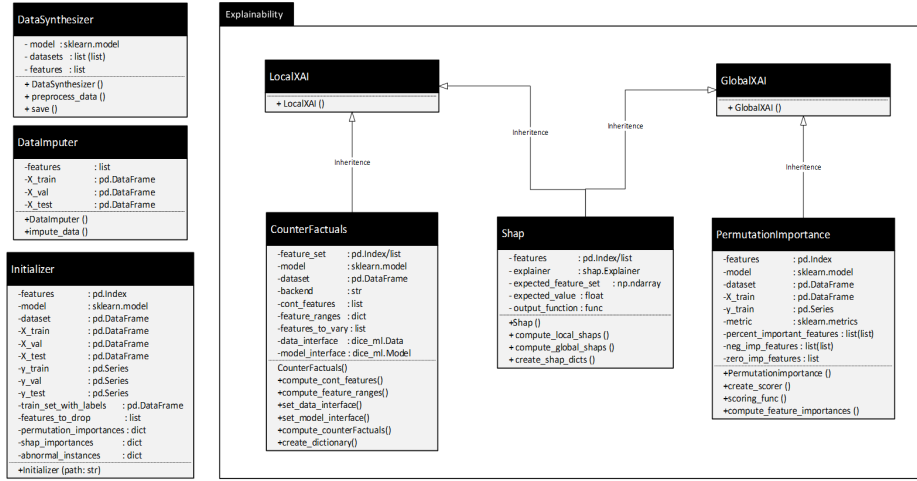 DataSynthesizer
- model : sklearn.model
- datasets : list (list)
- features : list
+ DataSynthesizer ()
+ preprocess_data ()
+ save ()
DataImputer
-features : list
-X_train : pd.DataFrame
-X_val : pd.DataFrame
-X_test : pd.DataFrame
+DataImputer ()
+impute_data ()
Initializer
-features : pd.Index
-model : sklearn.model
-dataset : pd.DataFrame
-X_train : pd.DataFrame
-X_val : pd.DataFrame
-X_test : pd.DataFrame
-y_train : pd.Series
-y_val : pd.Series
-y_test : pd.Series
-train_set_with_labels : pd.DataFrame
-features_to_drop : list
-permutation_importances : dict
-shap_importances : dict
-abnormal_instances : dict
+Initializer (path: str)
Explainability
LocalXAI
+ LocalXAI ()
GlobalXAI
+ GlobalXAI ()
Inheritence
Inheritence
Inheritence
Inheritence
CounterFactuals
-feature_set : pd.Index/list
-model : sklearn.model
-dataset : pd.DataFrame
-backend : str
-cont_features : list
-feature_ranges : dict
-features_to_vary : list
-data_interface : dice_ml.Data
-model_interface : dice_ml.Model
CounterFactuals()
+compute_cont_features()
+compute_feature_ranges()
+set_data_interface()
+set_model_interface()
+compute_counterFactuals()
+create_dictionary()
Shap
- features : pd.Index/list
- explainer : shap.Explainer
- expected_feature_set : np.ndarray
- expected_value : float
- output_function : func
+Shap ()
+ compute_local_shaps ()
+ compute_global_shaps ()
+ create_shap_dicts ()
PermutationImportance
-features : pd.Index
-model : sklearn.model
-dataset : pd.DataFrame
-X_train : pd.DataFrame
-y_train : pd.Series
-metric : sklearn.metrics
-percent_important_features : list(list)
-neg_imp_features : list(list)
-zero_imp_features : list
+PermutationImportance ()
+create_scorer ()
+scoring_func ()
+compute_feature_importances ()